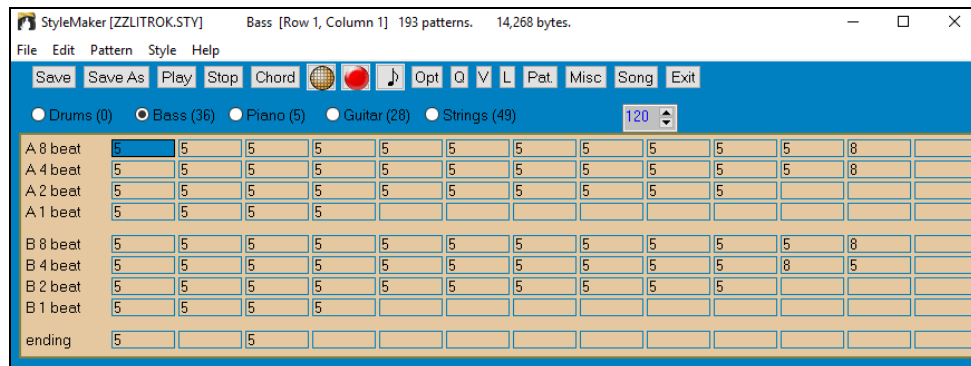 StyleMaker [ZZLITROK.STY] Bass [Row 1, Column 1] 193 patterns. 14,268 bytes.
File Edit Pattern Style Help
Save Save As Play Stop Chord Opt Q V L Pat. Misc Song Exit
Drums (0) Bass (36) Piano (5) Guitar (28) Strings (49) 120
A 8 beat 5 5 5 5 5 5 5 5 5 5 5 8
A 4 beat 5 5 5 5 5 5 5 5 5 5 5 8
A 2 beat 5 5 5 5 5 5 5 5 5 5
A 1 beat 5 5 5 5
B 8 beat 5 5 5 5 5 5 5 5 5 5 5 8
B 4 beat 5 5 5 5 5 5 5 5 5 5 8 5
B 2 beat 5 5 5 5 5 5 5 5 5 5
B 1 beat 5 5 5 5
ending 5 5